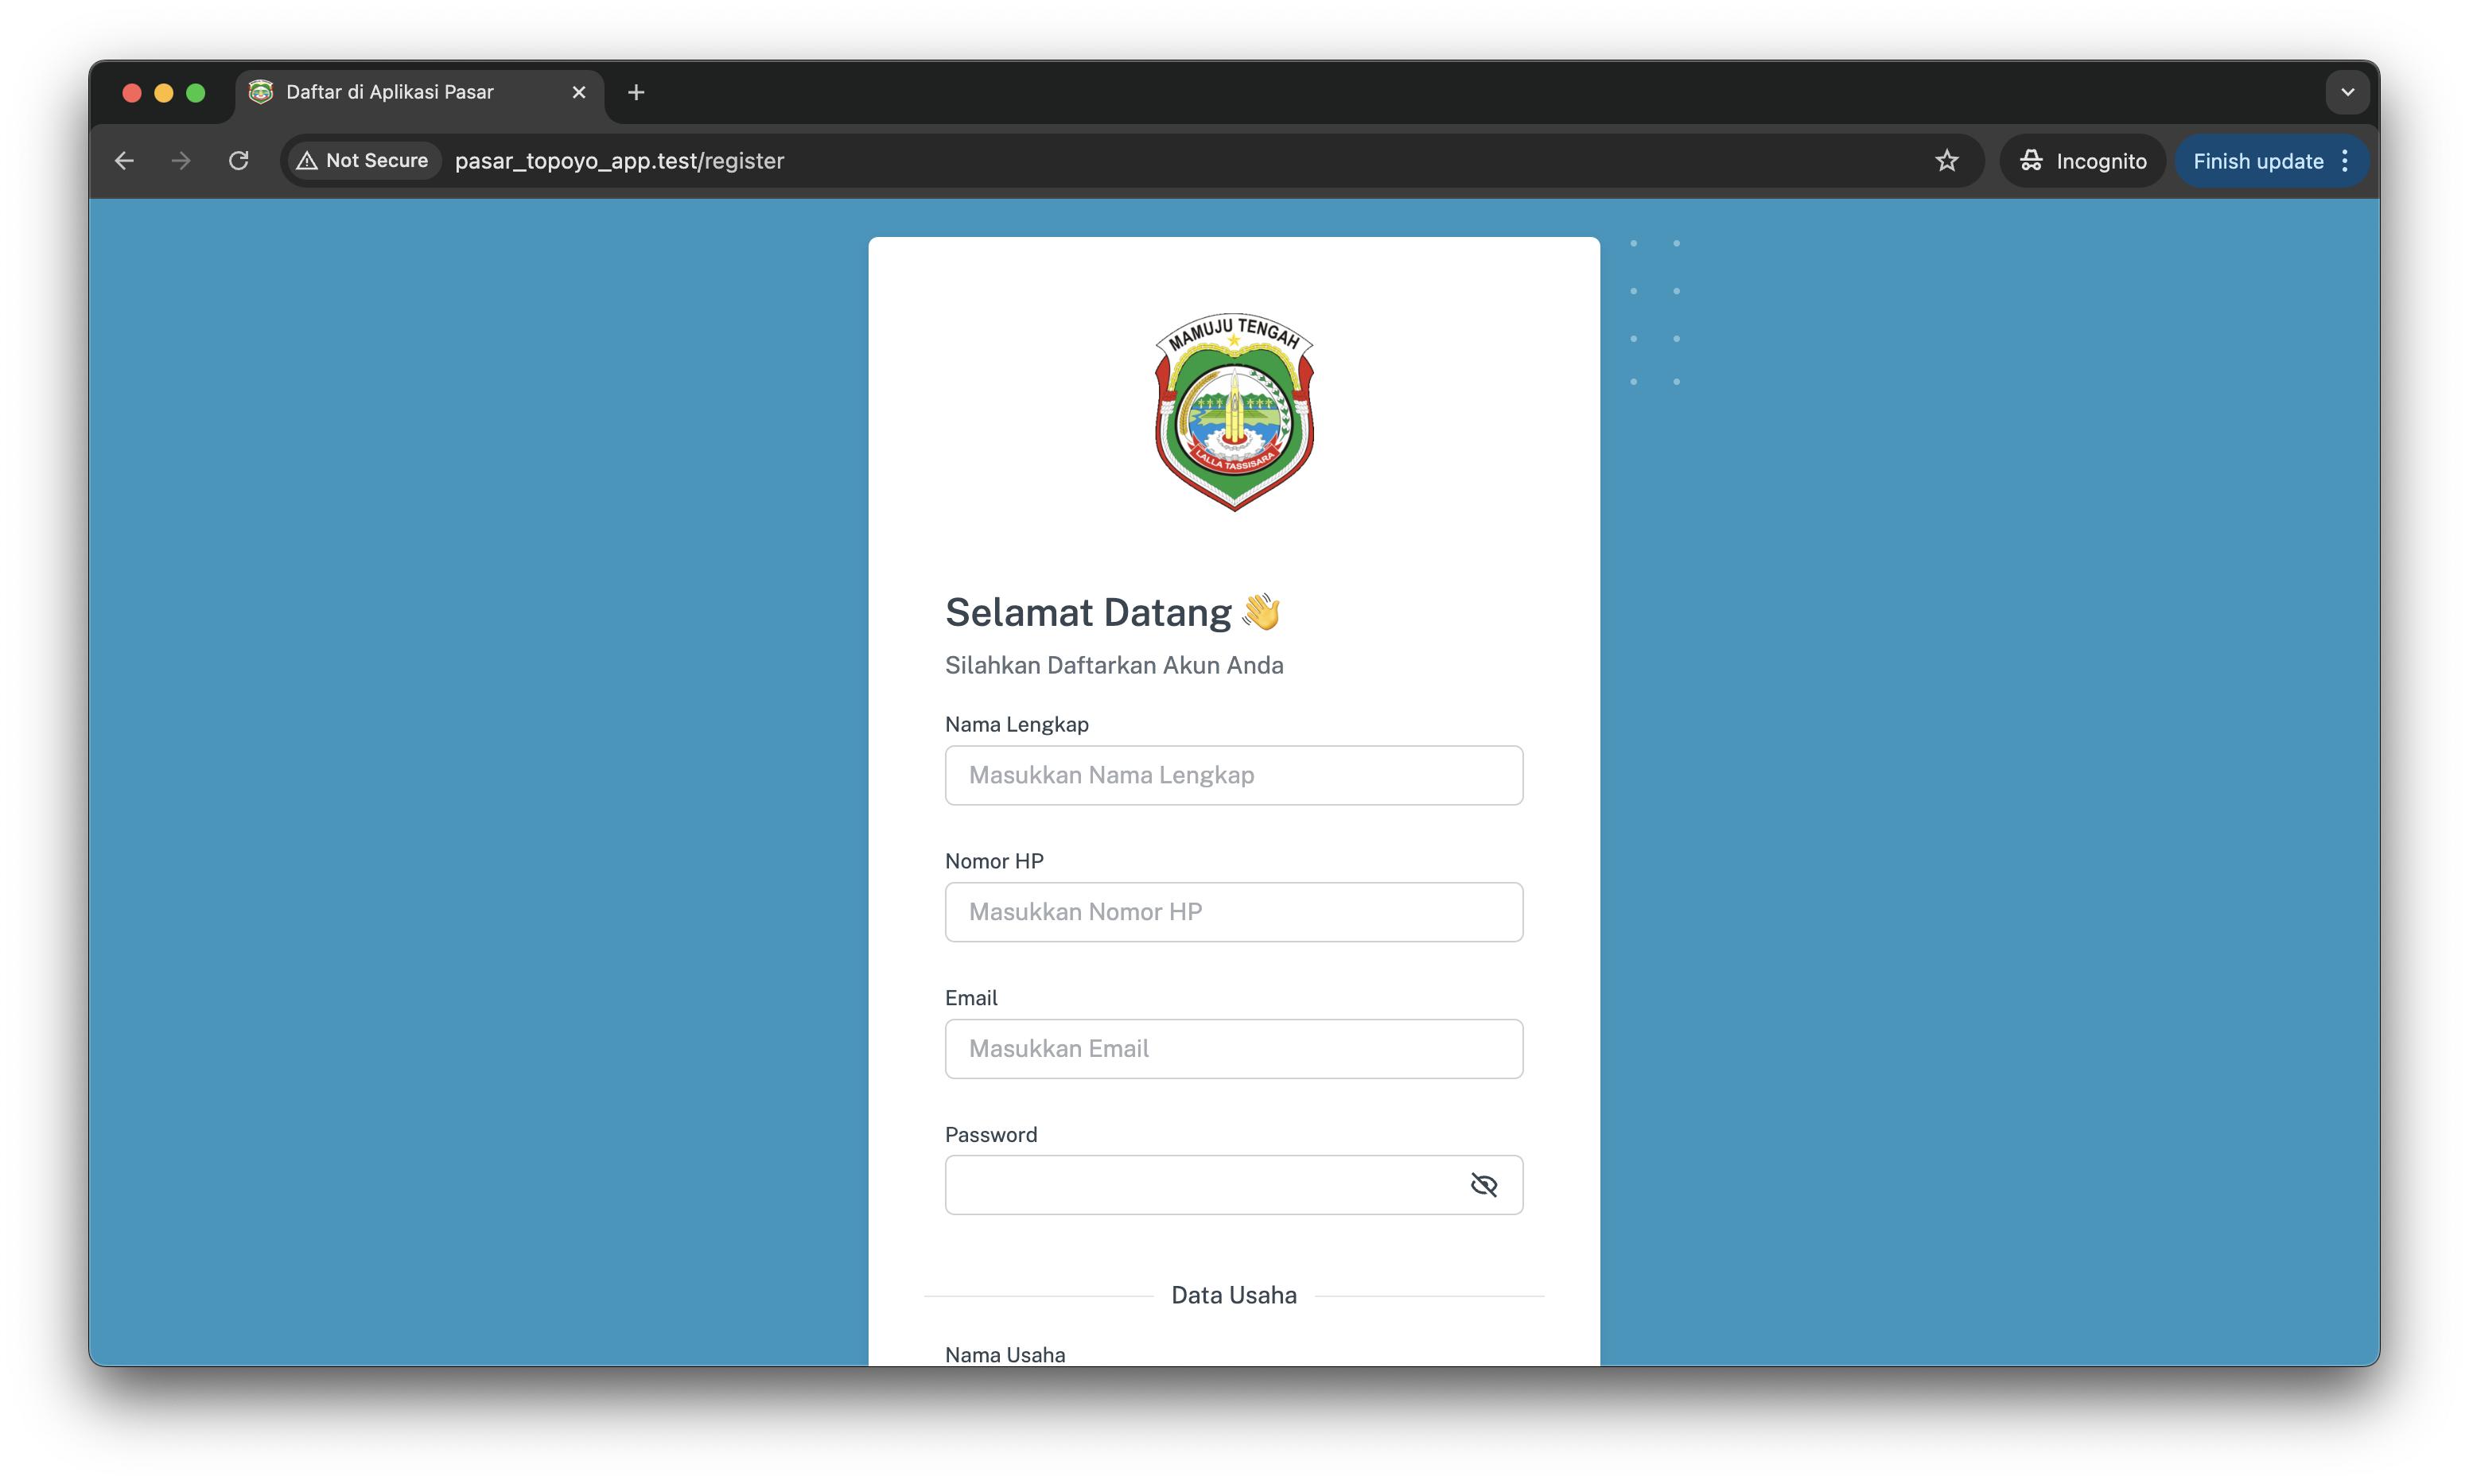 Daftar di Aplikasi Pasar
Not Secure pasar_topoyo_app.test/register Incognito Finish update
MAMUJU TENGAH
LALLA TASSISARA
Selamat Datang 👋
Silahkan Daftarkan Akun Anda
Nama Lengkap
Masukkan Nama Lengkap
Nomor HP
Masukkan Nomor HP
Email
Masukkan Email
Password
Data Usaha
Nama Usaha